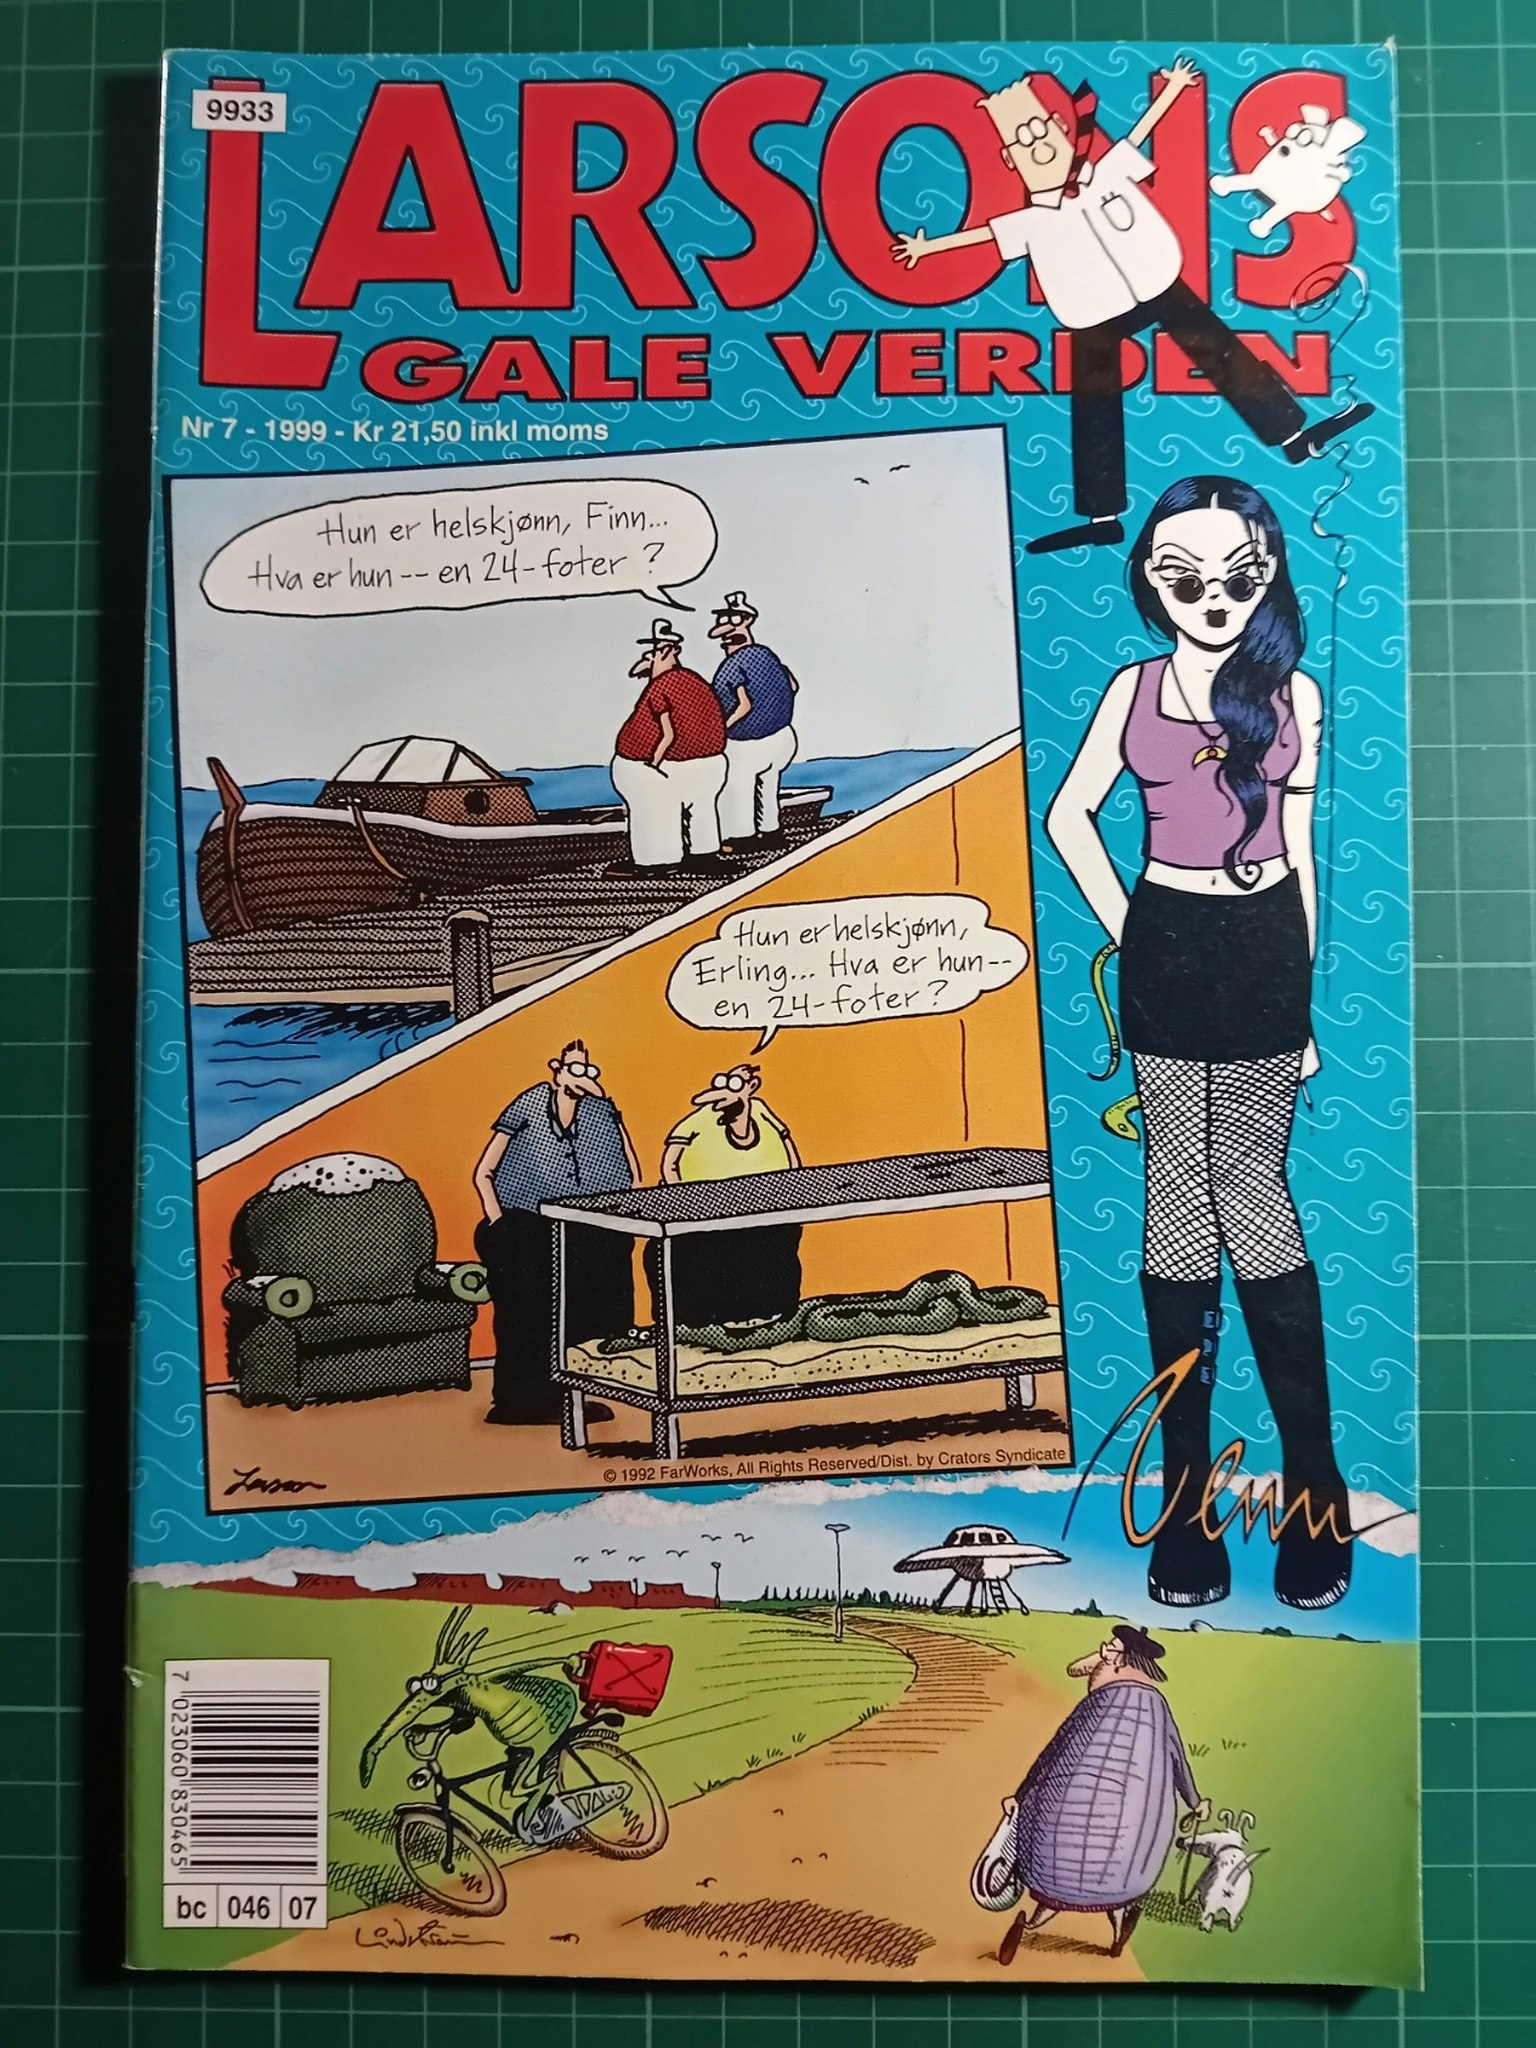 9933
LARSONS
GALE VERDEN
Nr 7 - 1999 - Kr 21,50 inkl moms
Hun er helskjønn, Finn...
Hva er hun -- en 24-foter ?
Hun er helskjønn,
Erling... Hva er hun --
en 24-foter ?
Larson
© 1992 FarWorks, All Rights Reserved/Dist. by Crators Syndicate
Nemi
7 023060 830465
bc 046 07